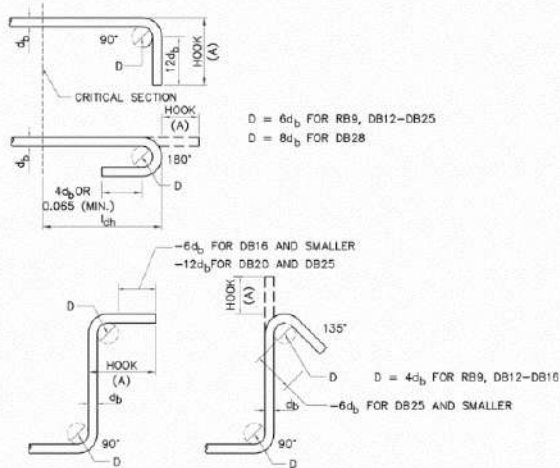 HOOK
(A)
d_b
90°
D
12d_b
CRITICAL SECTION
HOOK
(A)
D = 6d_b FOR RB9, DB12-DB25
D = 8d_b FOR DB28
d_b
180°
4d_b OR
0.065 (MIN.)
D
l_dh
-6d_b FOR DB16 AND SMALLER
-12d_b FOR DB20 AND DB25
D
HOOK
(A)
135°
HOOK
(A)
D
D = 4d_b FOR RB9, DB12-DB16
d_b
d_b
-6d_b FOR DB25 AND SMALLER
90°
D
90°
D